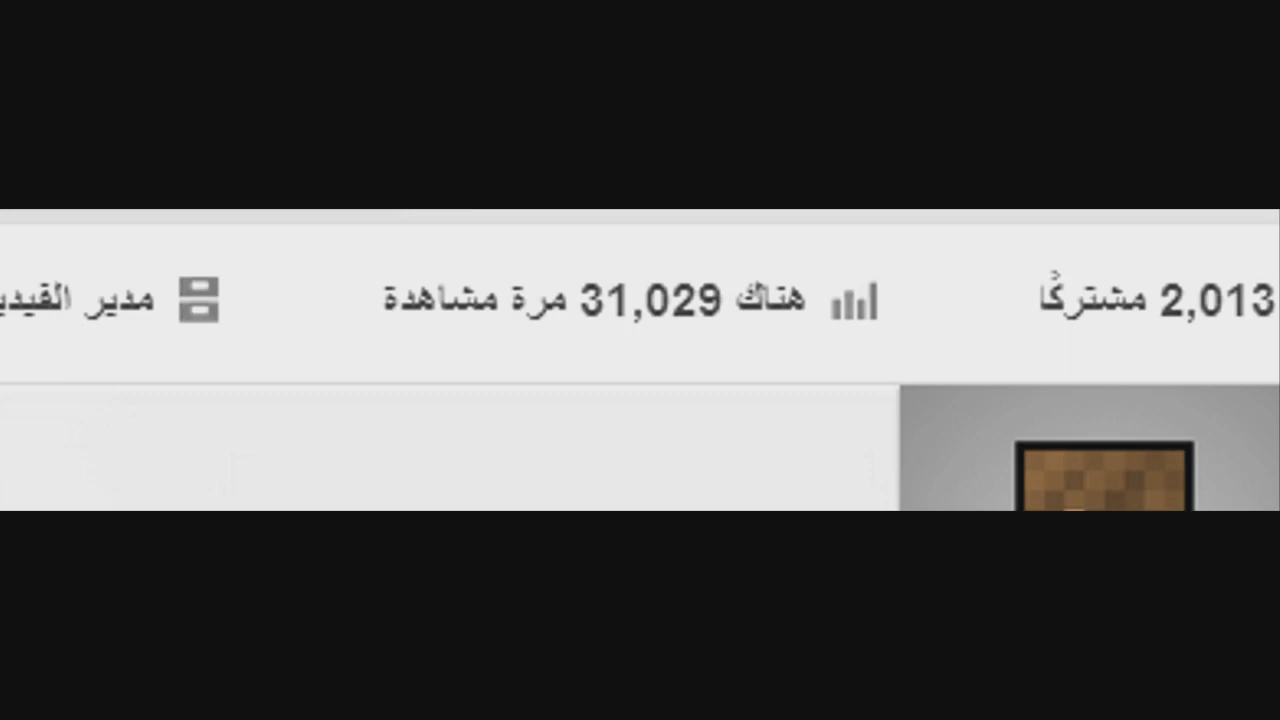 2,013 مشتركًا هناك 31,029 مرة مشاهدة مدير